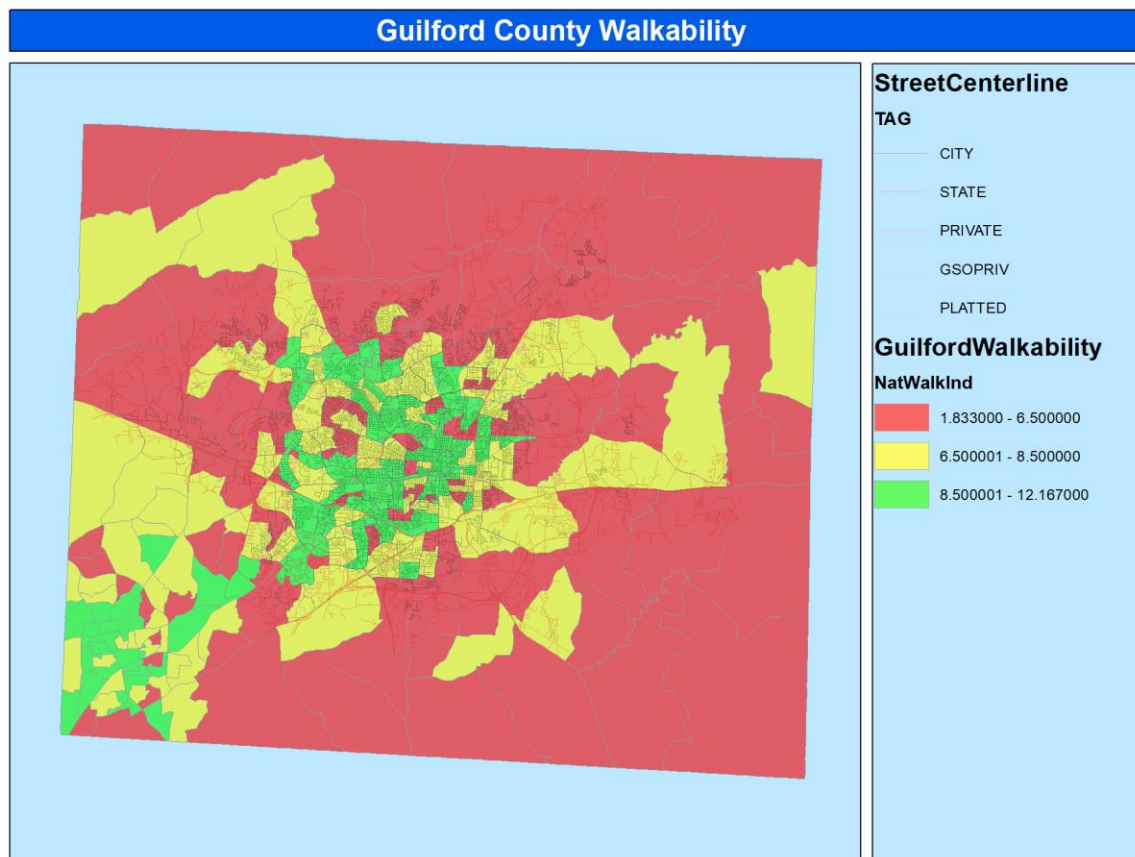 Guilford County Walkability
StreetCenterline
TAG
CITY
STATE
PRIVATE
GSOPRIV
PLATTED
GuilfordWalkability
NatWalkInd
1.833000 - 6.500000
6.500001 - 8.500000
8.500001 - 12.167000